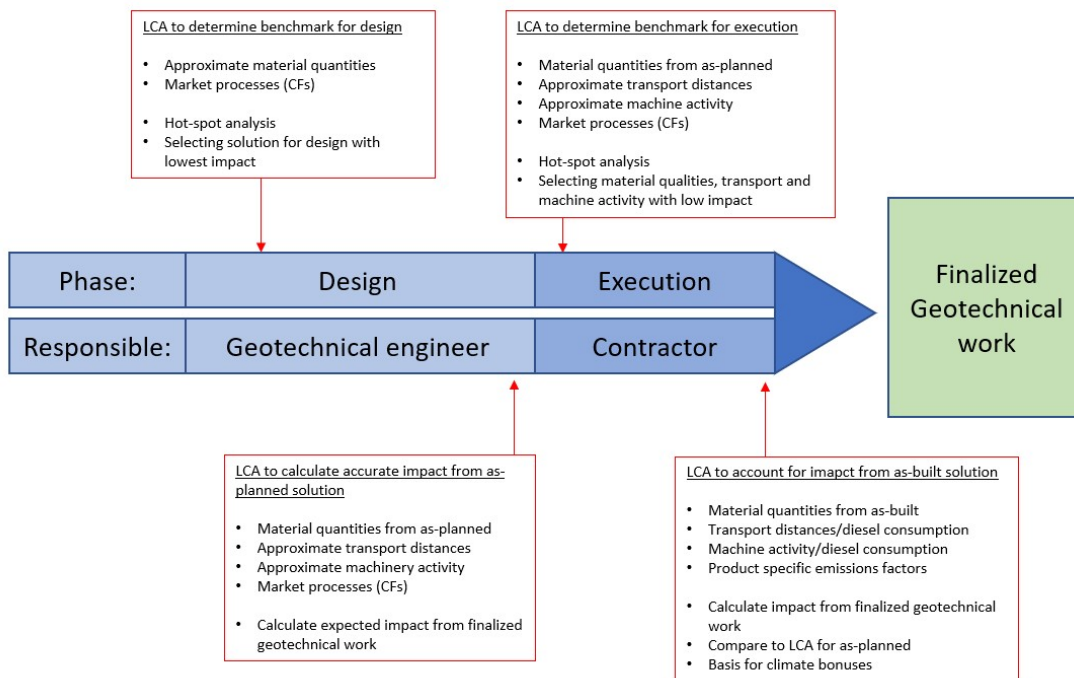 LCA to determine benchmark for design
• Approximate material quantities
• Market processes (CFs)
• Hot-spot analysis
• Selecting solution for design with
lowest impact
LCA to determine benchmark for execution
• Material quantities from as-planned
• Approximate transport distances
• Approximate machine activity
• Market processes (CFs)
• Hot-spot analysis
• Selecting material qualities, transport and
machine activity with low impact
Phase:
Design
Execution
Responsible:
Geotechnical engineer
Contractor
Finalized
Geotechnical
work
LCA to calculate accurate impact from as-
planned solution
• Material quantities from as-planned
• Approximate transport distances
• Approximate machinery activity
• Market processes (CFs)
• Calculate expected impact from finalized
geotechnical work
LCA to account for imapct from as-built solution
• Material quantities from as-built
• Transport distances/diesel consumption
• Machine activity/diesel consumption
• Product specific emissions factors
• Calculate impact from finalized geotechnical
work
• Compare to LCA for as-planned
• Basis for climate bonuses